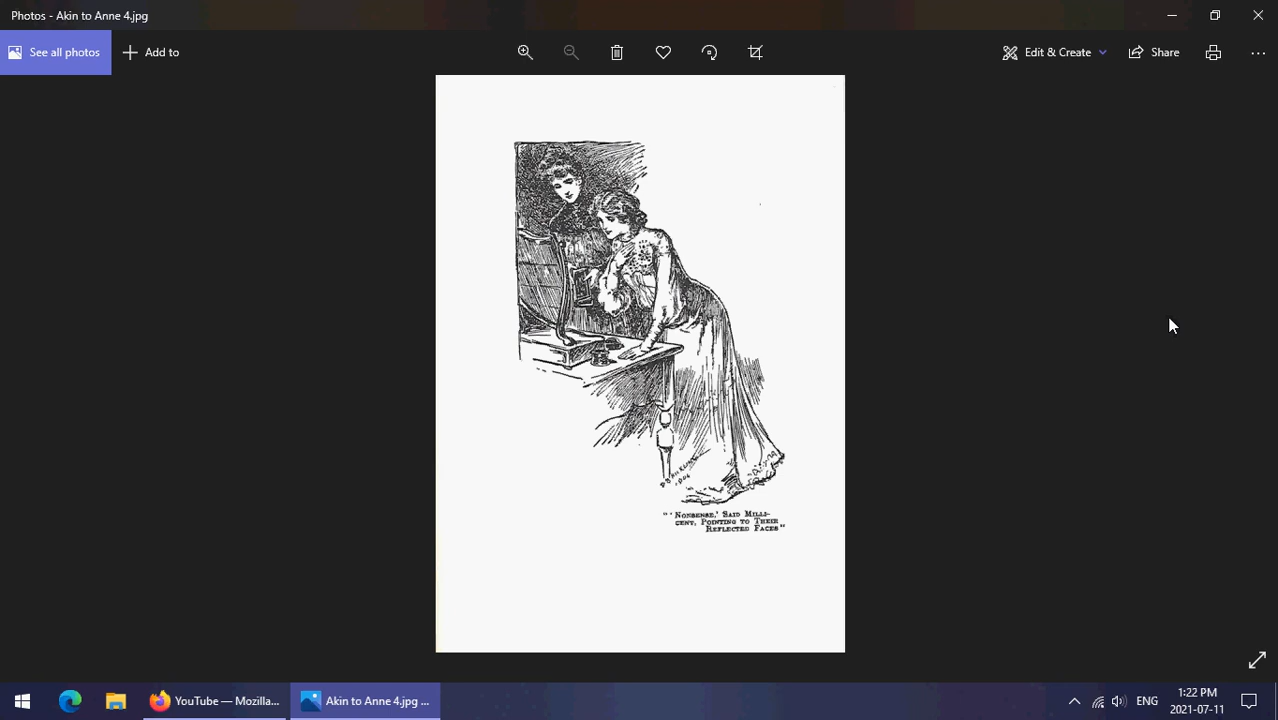 Photos - Akin to Anne 4.jpg
See all photos
Add to
Edit & Create
Share
"'Nonsense,' Said Milli-
cent, Pointing to Their
Reflected Faces"
YouTube — Mozilla...
Akin to Anne 4.jpg ...
ENG
1:22 PM
2021-07-11